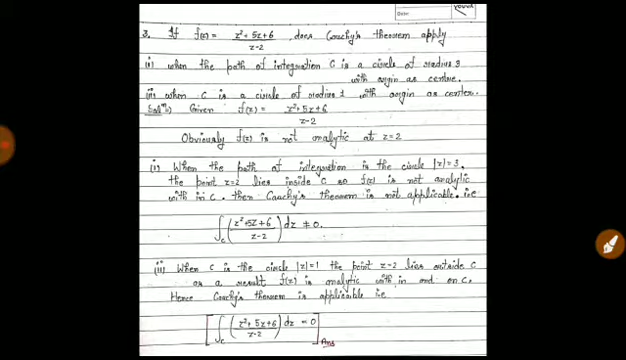 Date:
3. If f(z) = z²+5z+6 / z-2 does Cauchy's theorem apply
(i) when the path of integration C is a circle of radius 3
with origin as centre.
(ii) when C is a circle of radius 1 with origin as center.
Solⁿ:) Given f(z) = z²+5z+6 / z-2
Obviously f(z) is not analytic at z=2
(i) When the path of integration is the circle |z|=3,
the point z=2 lies inside C so f(z) is not analytic
with in C. then Cauchy's theorem is not applicable. i.e
∫c (z²+5z+6 / z-2) dz ≠ 0.
(ii) When C is the circle |z|=1 the point z=2 lies outside C
as a result f(z) is analytic with in and on C.
Hence Cauchy's theorem is applicable i.e
[∫c (z²+5z+6 / z-2) dz = 0] Ans